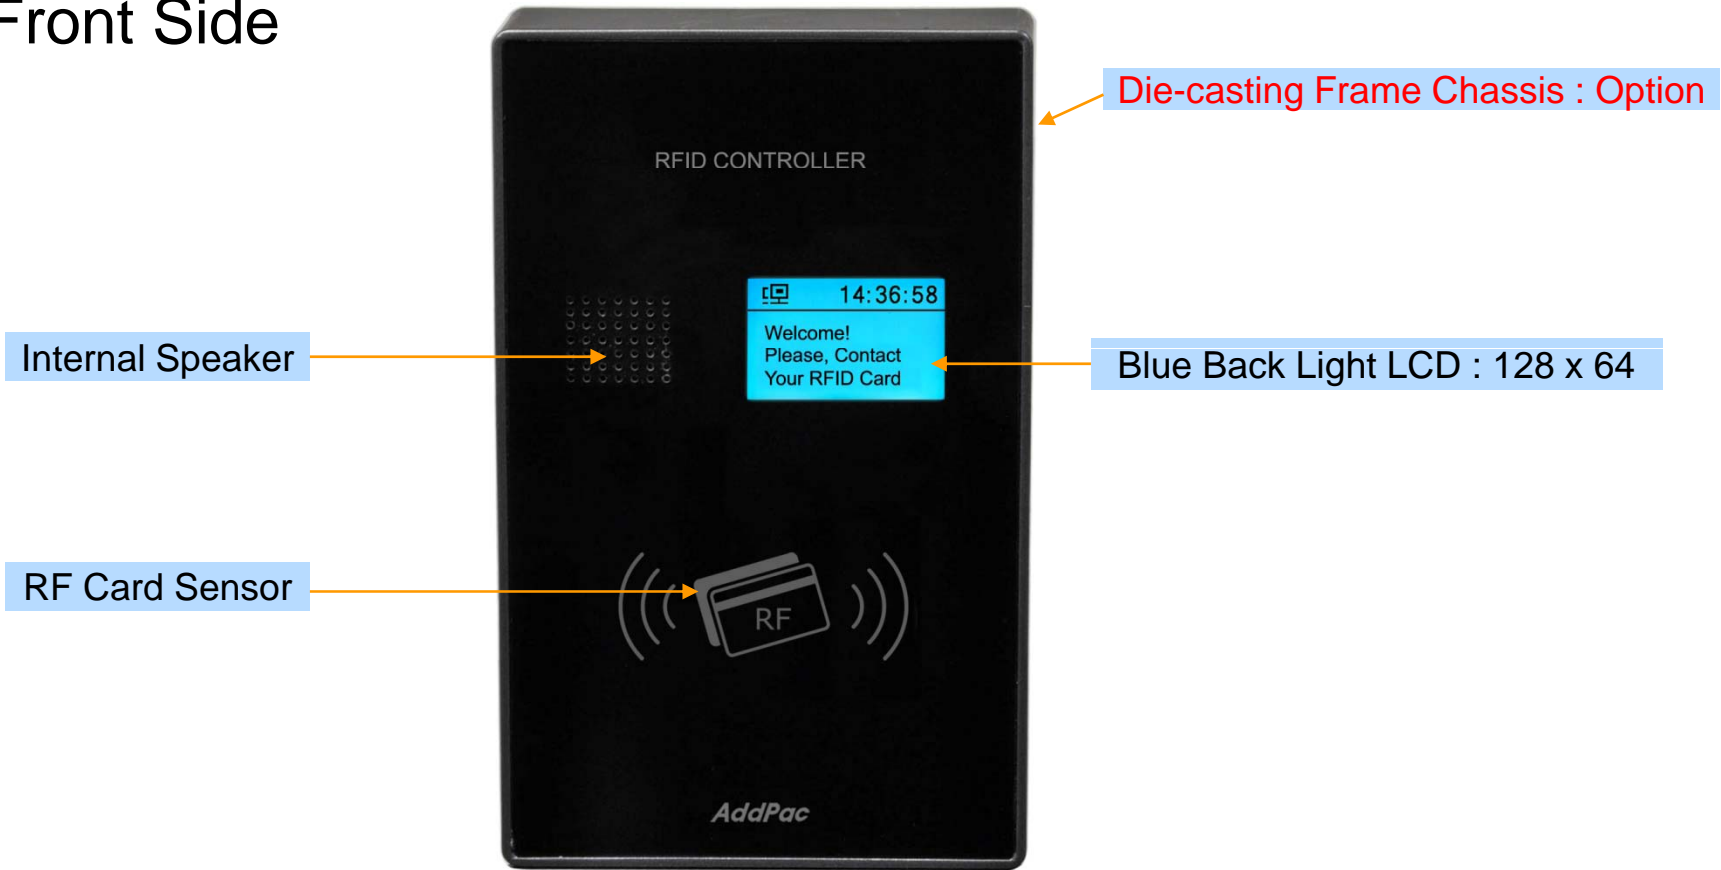 Front Side
Die-casting Frame Chassis : Option
RFID CONTROLLER
14:36:58
Welcome!
Please, Contact
Your RFID Card
Internal Speaker
Blue Back Light LCD : 128 x 64
RF Card Sensor
RF
AddPac